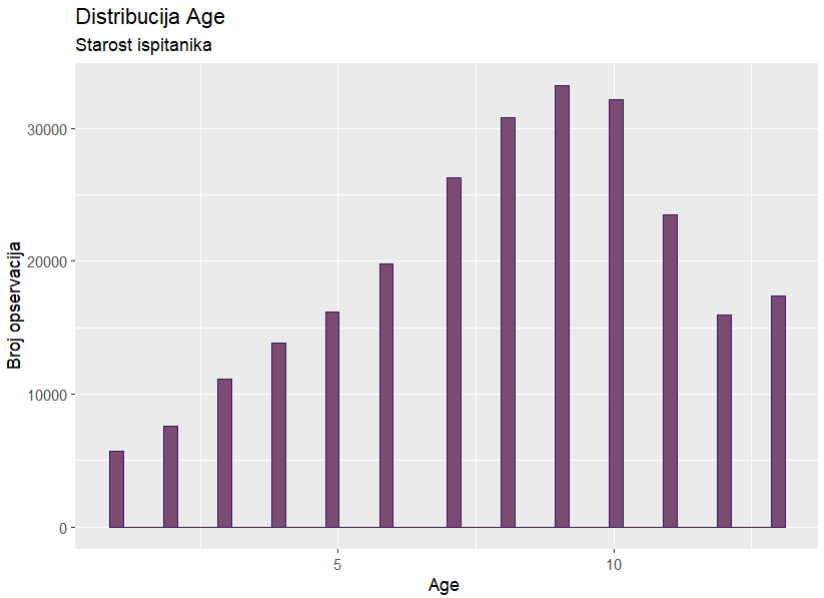 Distribucija Age
Starost ispitanika
Broj opservacija
30000
20000
10000
0
5
10
Age